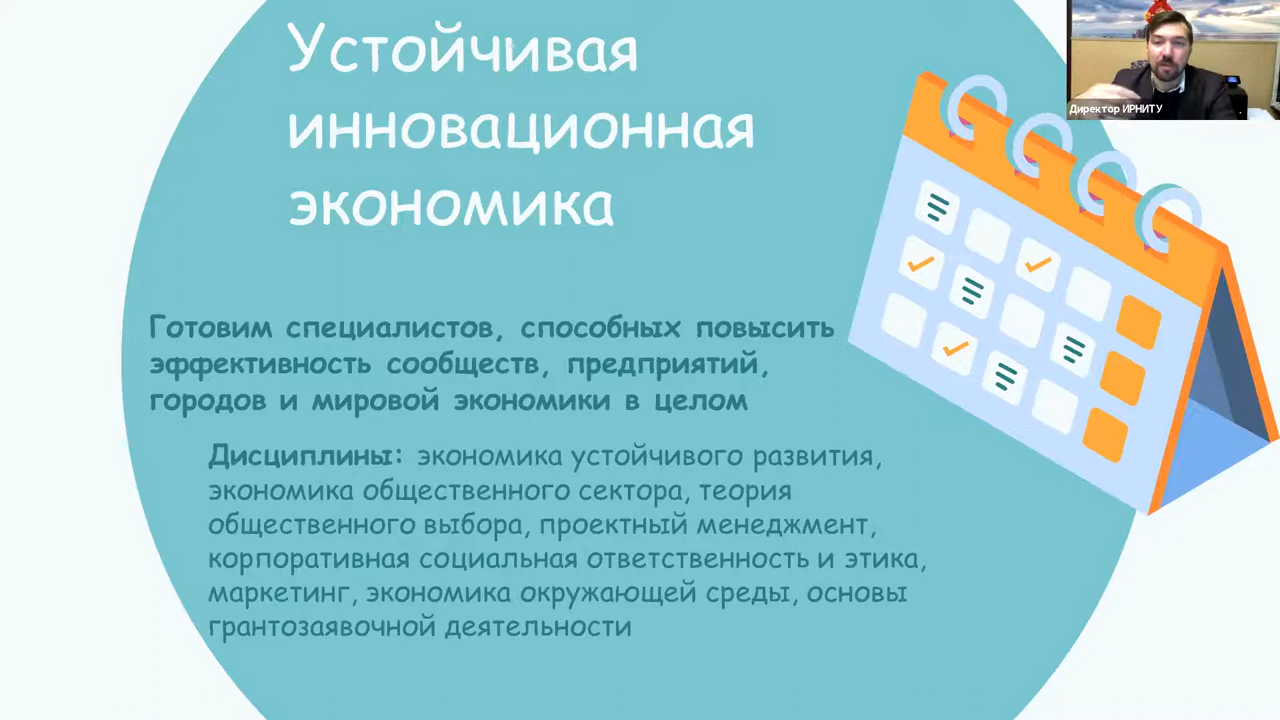 Устойчивая
инновационная
экономика
Директор ИРНИТУ
Готовим специалистов, способных повысить
эффективность сообществ, предприятий,
городов и мировой экономики в целом
Дисциплины: экономика устойчивого развития,
экономика общественного сектора, теория
общественного выбора, проектный менеджмент,
корпоративная социальная ответственность и этика,
маркетинг, экономика окружающей среды, основы
грантозаявочной деятельности